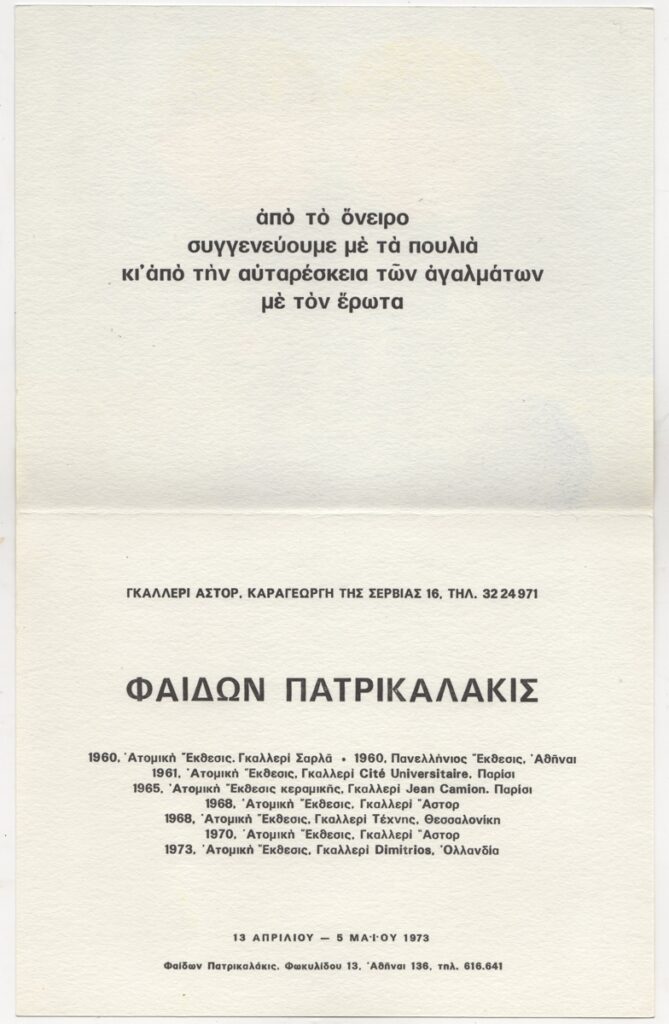 ἀπὸ τὸ ὄνειρο
συγγενεύουμε μὲ τὰ πουλιὰ
κι'ἀπὸ τὴν αὐταρέσκεια τῶν ἀγαλμάτων
μὲ τὸν ἔρωτα
ΓΚΑΛΛΕΡΙ ΑΣΤΟΡ, ΚΑΡΑΓΕΩΡΓΗ ΤΗΣ ΣΕΡΒΙΑΣ 16, ΤΗΛ. 32 24 971
ΦΑΙΔΩΝ ΠΑΤΡΙΚΑΛΑΚΙΣ
1960, Ἀτομικὴ Ἔκθεσις, Γκαλλερὶ Σαρλᾶ • 1960, Πανελλήνιος Ἔκθεσις, Ἀθῆναι
1961, Ἀτομικὴ Ἔκθεσις, Γκαλλερὶ Cité Universitaire, Παρίσι
1965, Ἀτομικὴ Ἔκθεσις κεραμικῆς, Γκαλλερὶ Jean Camion, Παρίσι
1968, Ἀτομικὴ Ἔκθεσις, Γκαλλερὶ Ἄστορ
1968, Ἀτομικὴ Ἔκθεσις, Γκαλλερὶ Τέχνης, Θεσσαλονίκη
1970, Ἀτομικὴ Ἔκθεσις, Γκαλλερὶ Ἄστορ
1973, Ἀτομικὴ Ἔκθεσις, Γκαλλερὶ Dimitrios, Ὁλλανδία
13 ΑΠΡΙΛΙΟΥ — 5 ΜΑΪΟΥ 1973
Φαίδων Πατρικαλάκις, Φωκυλίδου 13, Ἀθῆναι 136, τηλ. 616.641